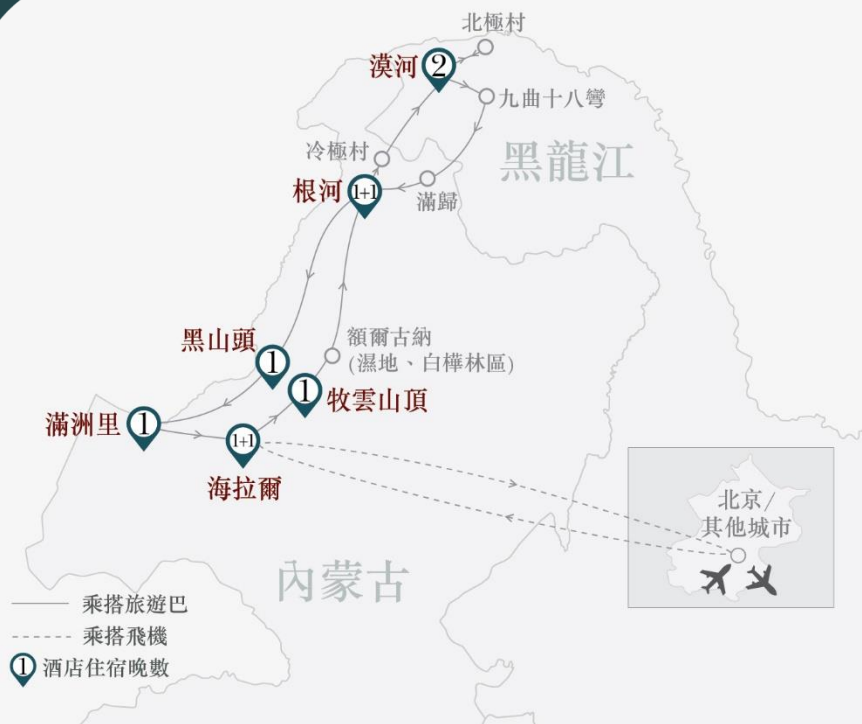 北極村
漠河
2
九曲十八彎
黑龍江
冷極村
根河
1+1
滿歸
額爾古納
(濕地、白樺林區)
黑山頭
1
1
牧雲山頂
滿洲里
1
1+1
海拉爾
北京/
其他城市
內蒙古
乘搭旅遊巴
乘搭飛機
1
酒店住宿晚數